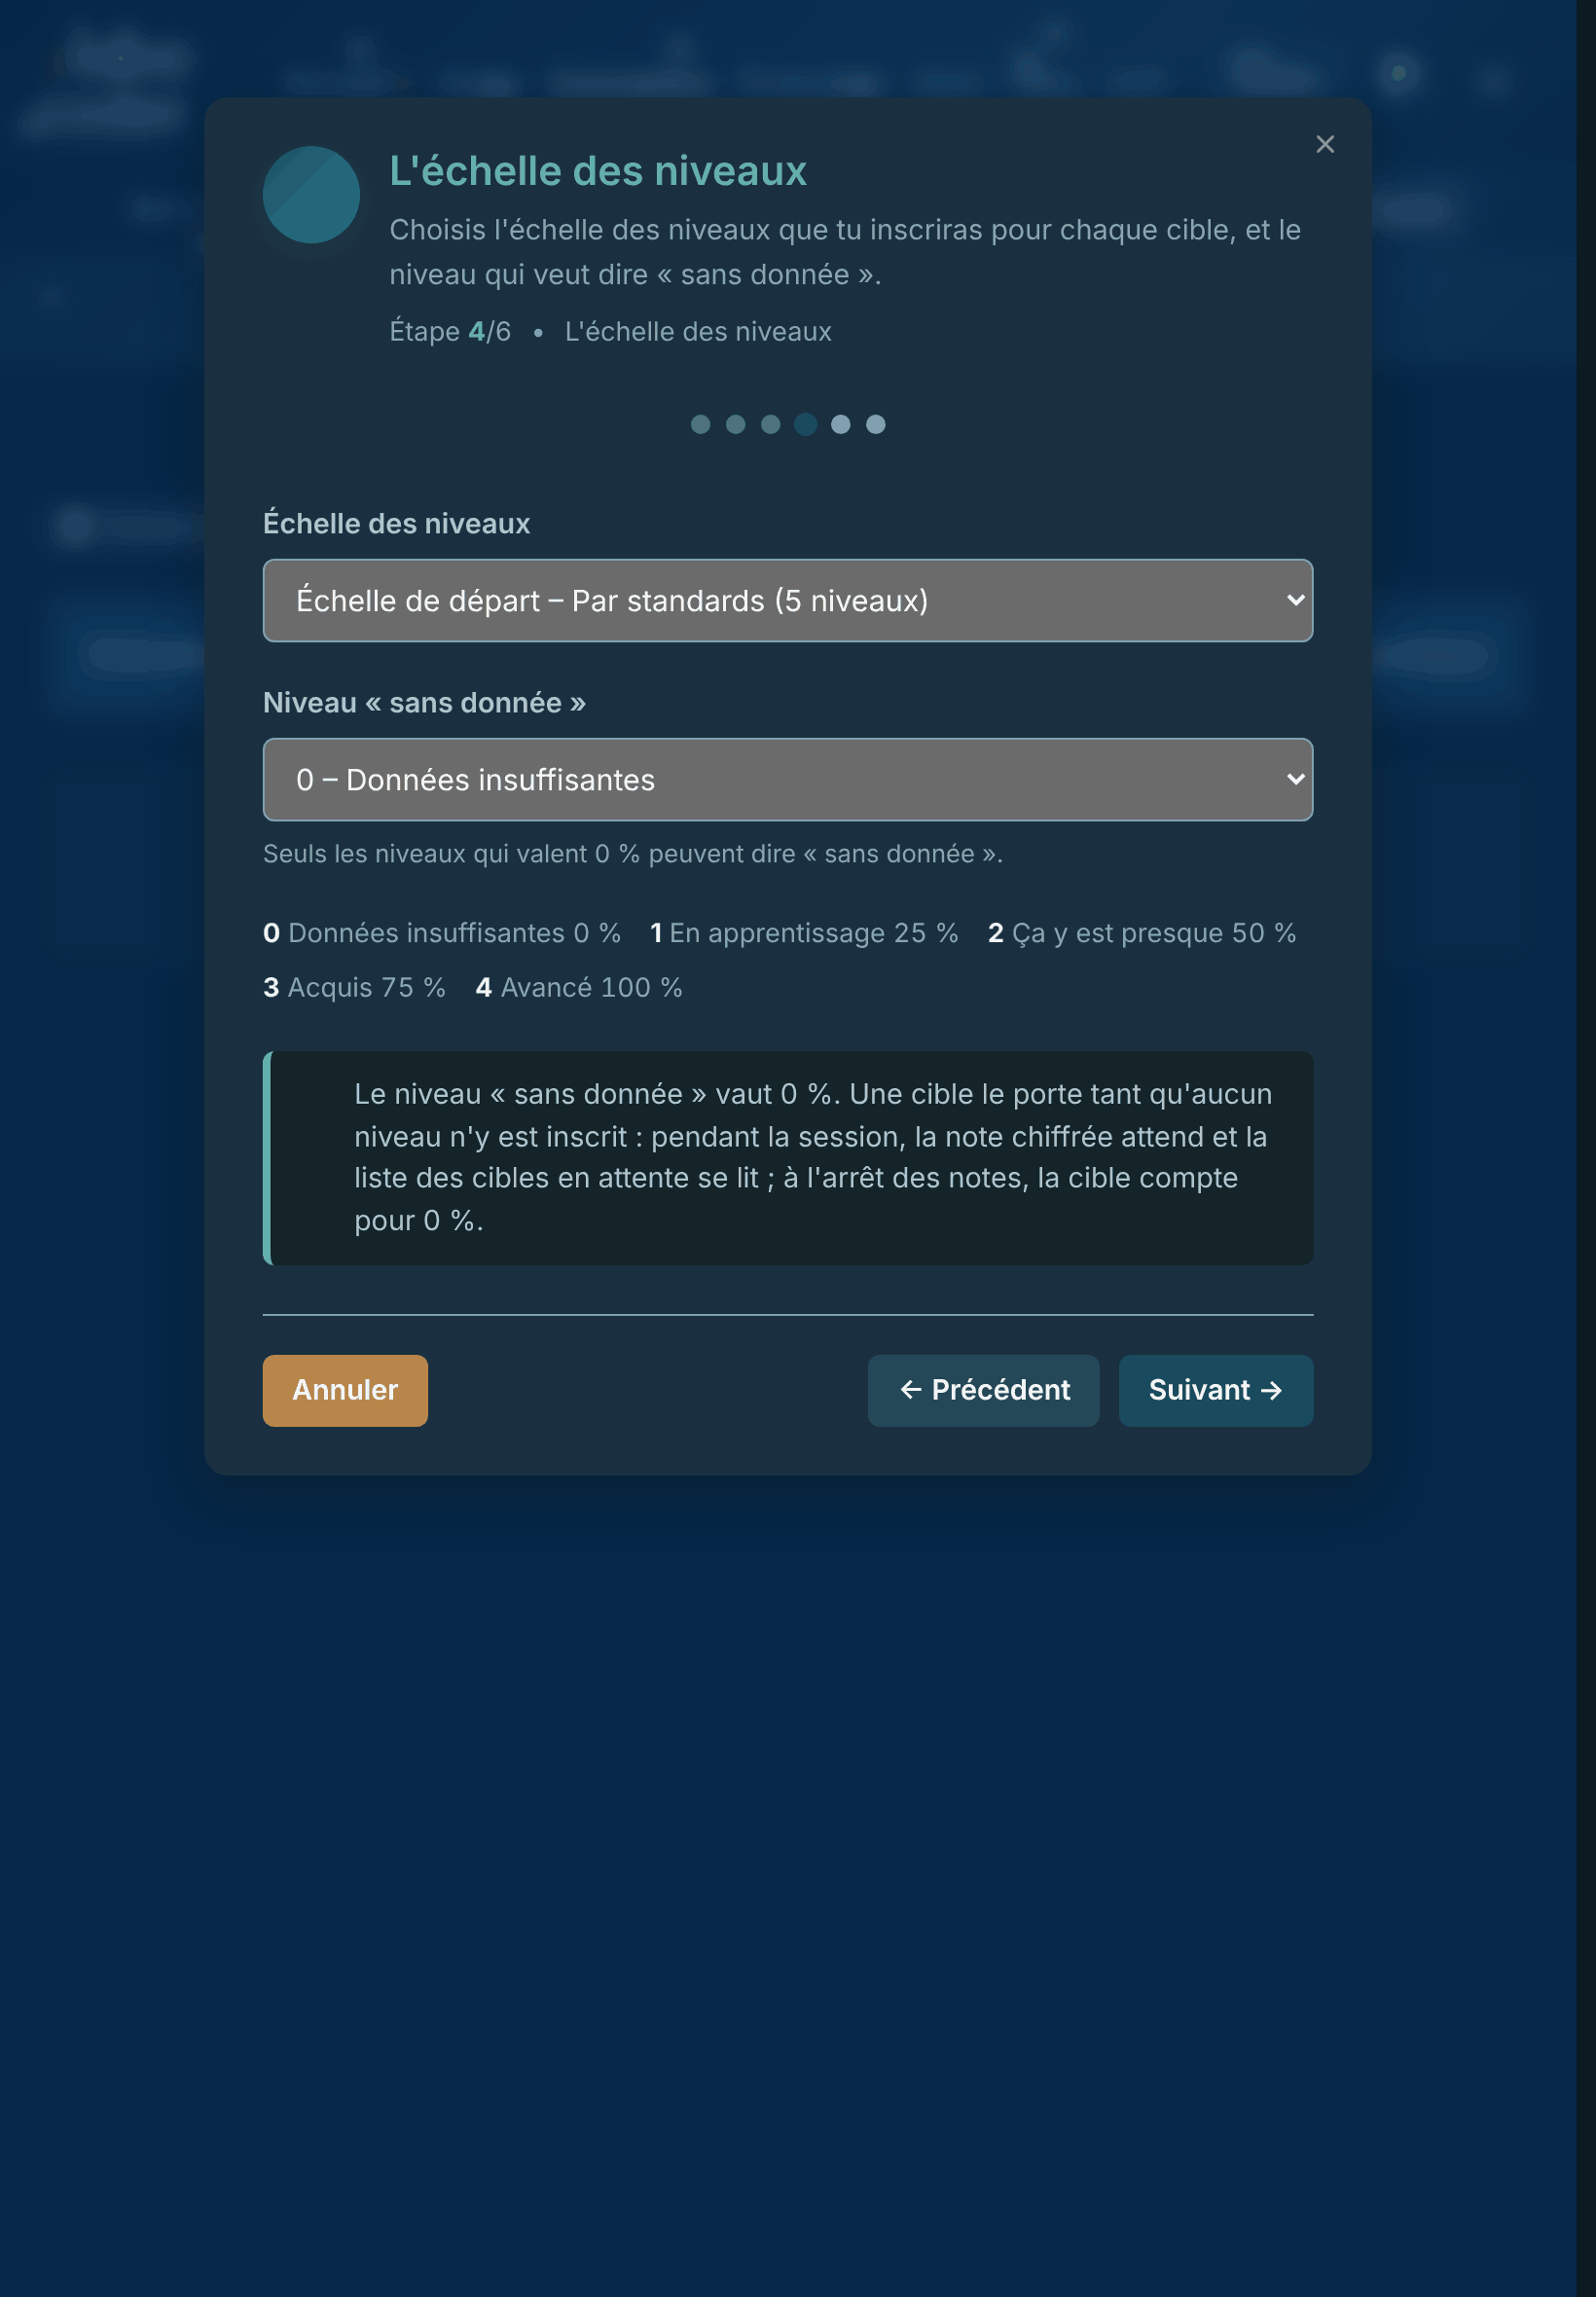 L'échelle des niveaux
Choisis l'échelle des niveaux que tu inscriras pour chaque cible, et le
niveau qui veut dire « sans donnée ».
Étape 4/6 • L'échelle des niveaux
Échelle des niveaux
Échelle de départ – Par standards (5 niveaux)
Niveau « sans donnée »
0 – Données insuffisantes
Seuls les niveaux qui valent 0 % peuvent dire « sans donnée ».
0 Données insuffisantes 0 % 1 En apprentissage 25 % 2 Ça y est presque 50 %
3 Acquis 75 % 4 Avancé 100 %
Le niveau « sans donnée » vaut 0 %. Une cible le porte tant qu'aucun
niveau n'y est inscrit : pendant la session, la note chiffrée attend et la
liste des cibles en attente se lit ; à l'arrêt des notes, la cible compte
pour 0 %.
Annuler ← Précédent Suivant →